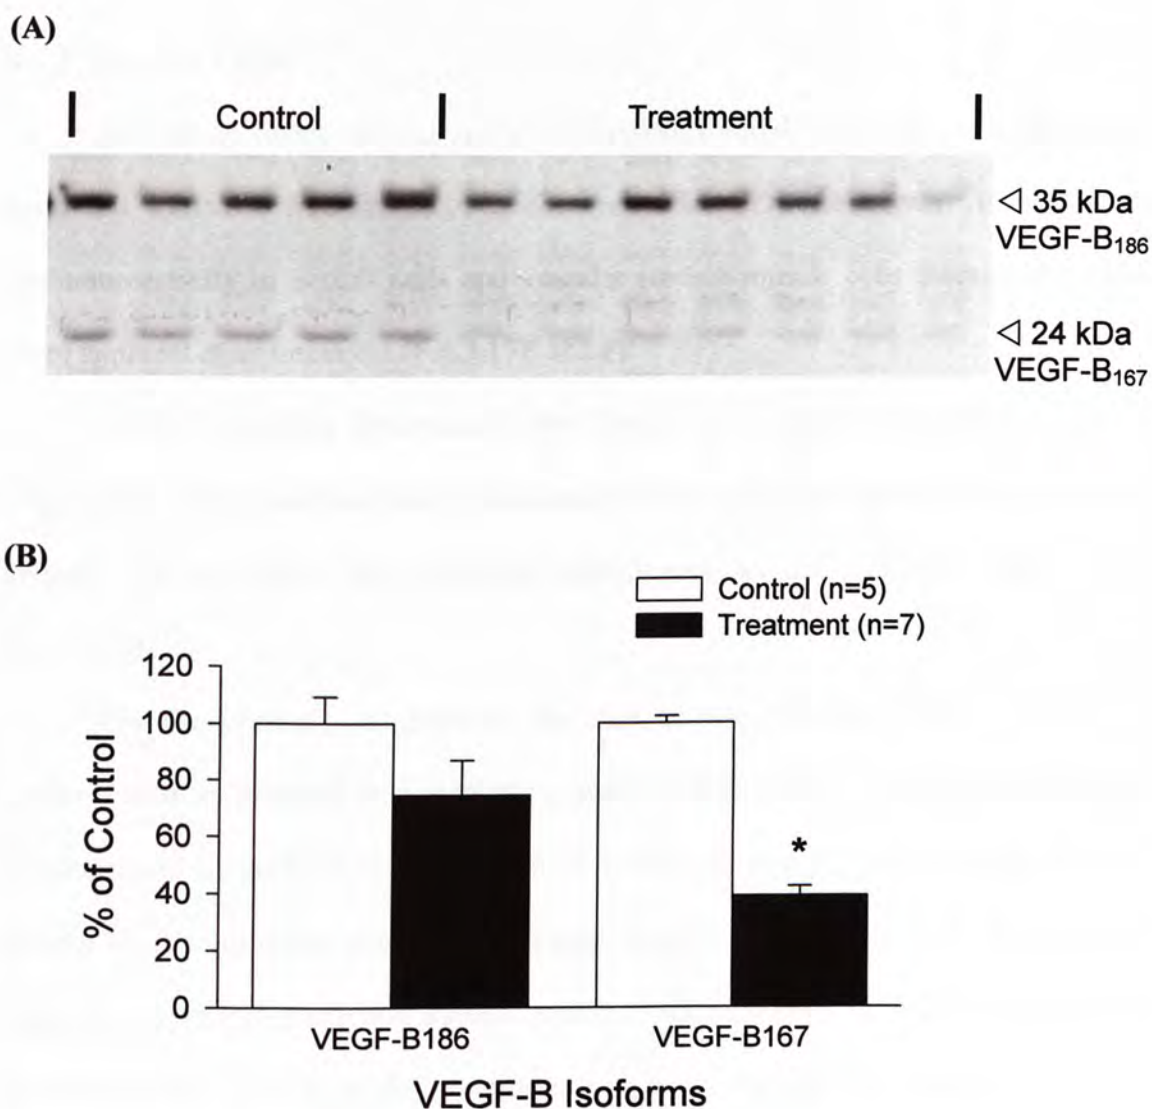 (A)
Control Treatment
◁ 35 kDa
VEGF-B₁₈₆
◁ 24 kDa
VEGF-B₁₆₇
(B)
Control (n=5)
Treatment (n=7)
120
100
80
60
40
20
0
% of Control
*
VEGF-B186 VEGF-B167
VEGF-B Isoforms